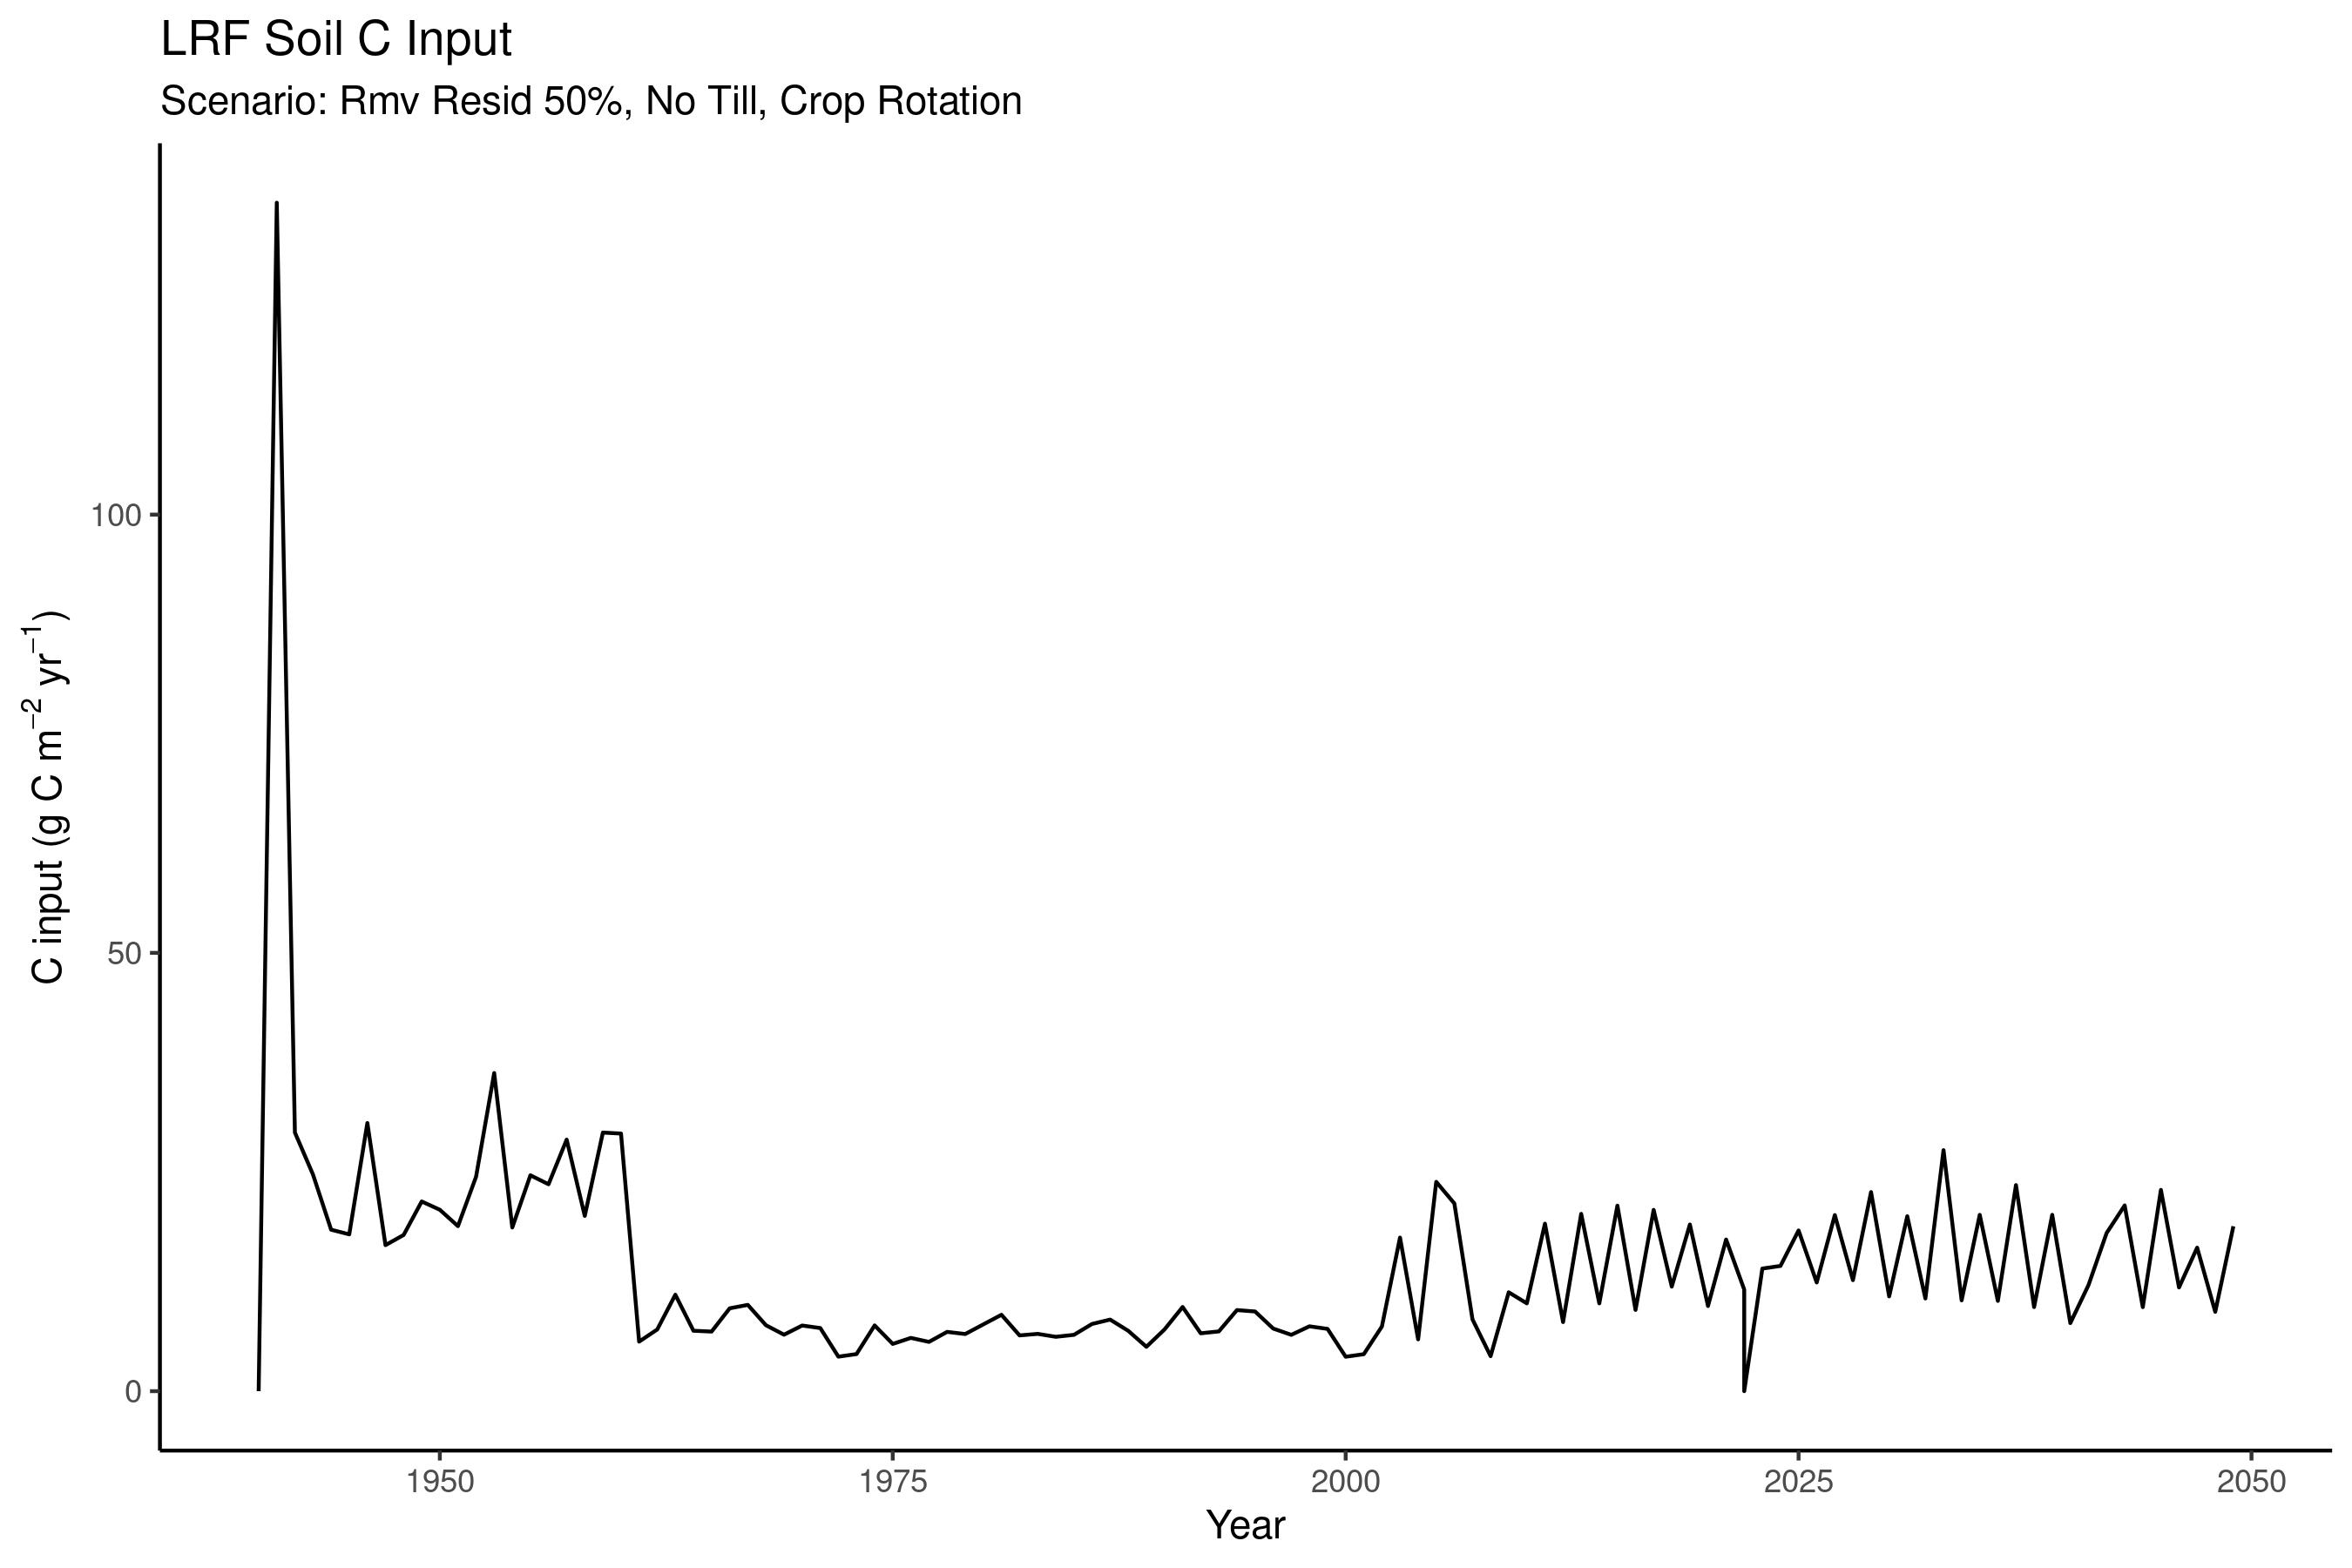 LRF Soil C Input
Scenario: Rmv Resid 50%, No Till, Crop Rotation
C input (g C m⁻² yr⁻¹)
100
50
0
1950 1975 2000 2025 2050
Year